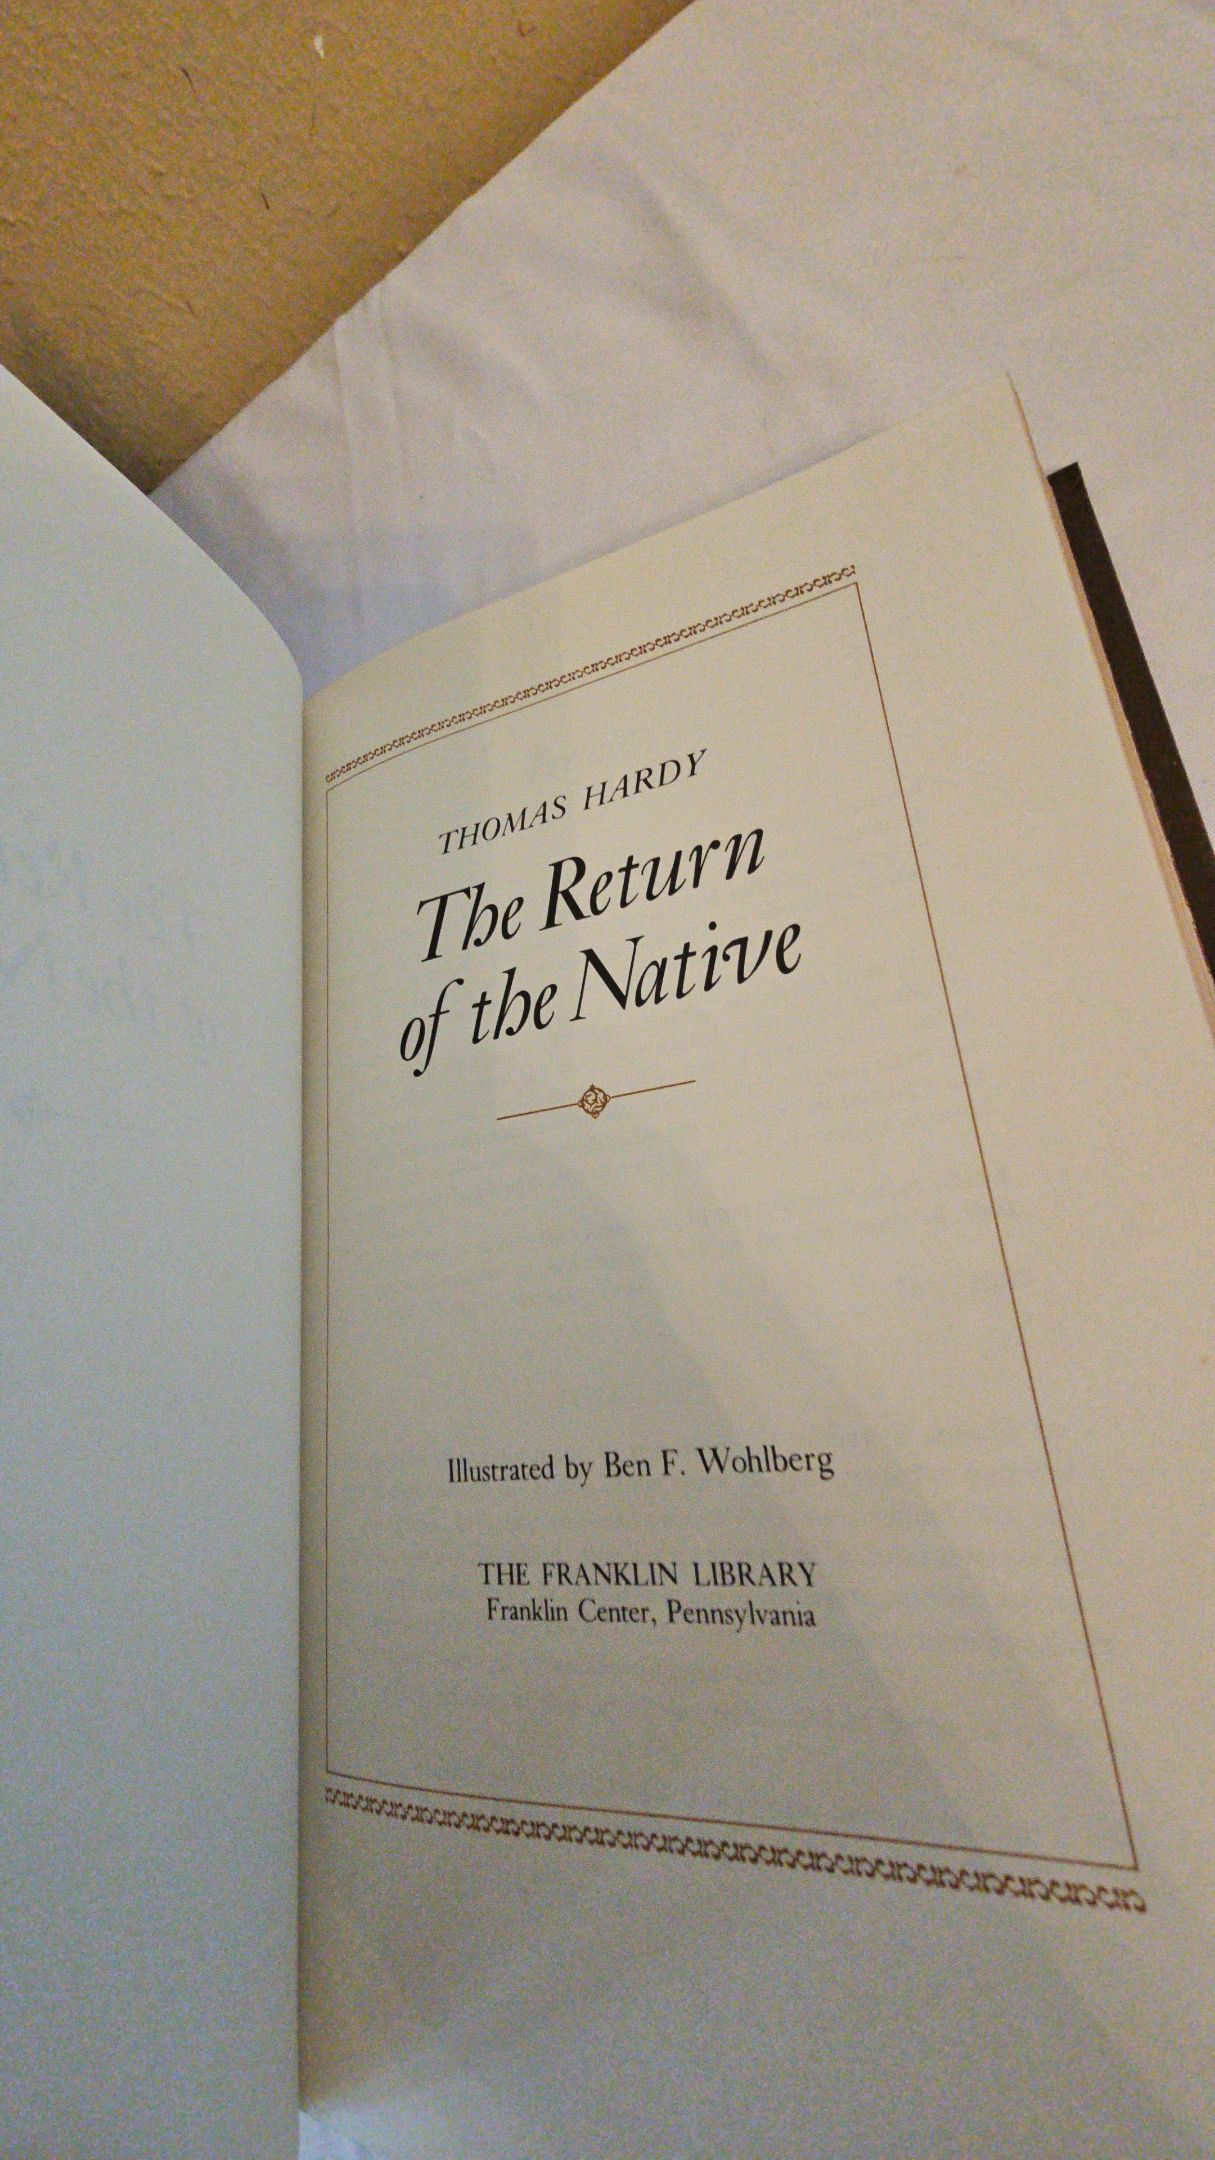 THOMAS HARDY
The Return
of the Native
Illustrated by Ben F. Wohlberg
THE FRANKLIN LIBRARY
Franklin Center, Pennsylvania